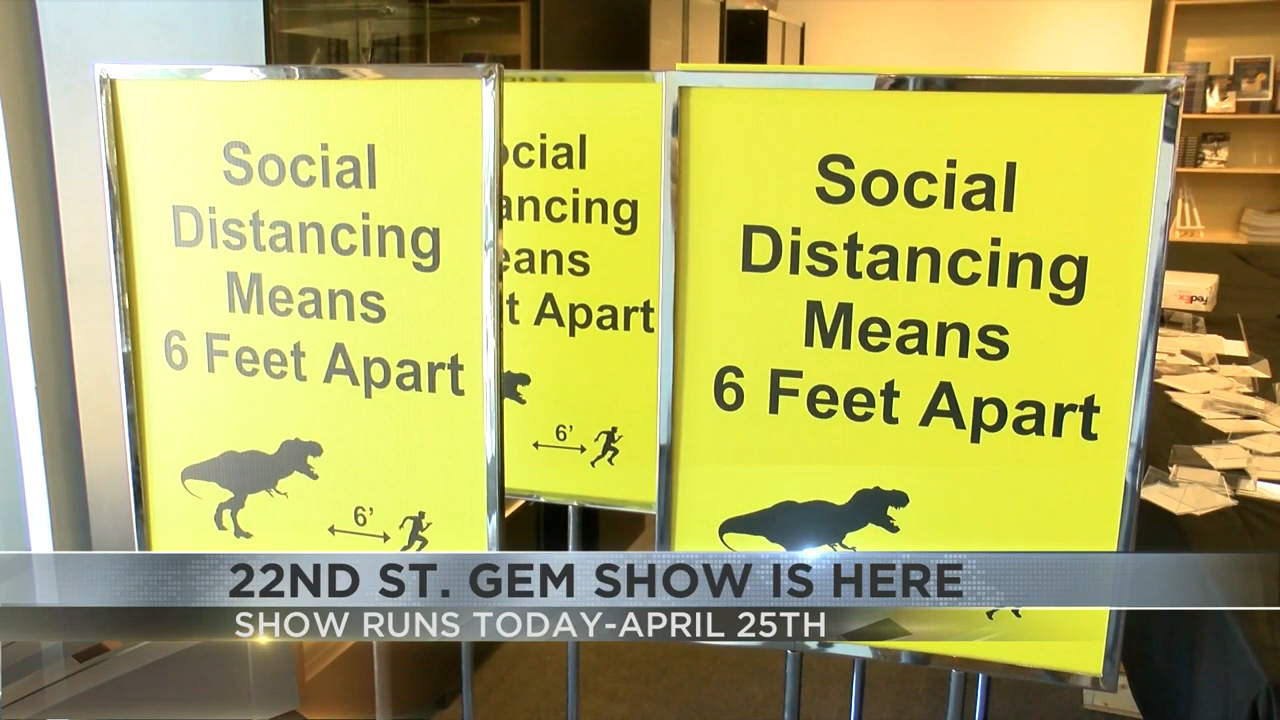 Social
Distancing
Means
6 Feet Apart
6'
ocial
ancing
eans
t Apart
6'
Social
Distancing
Means
6 Feet Apart
FedEx
22ND ST. GEM SHOW IS HERE
SHOW RUNS TODAY-APRIL 25TH